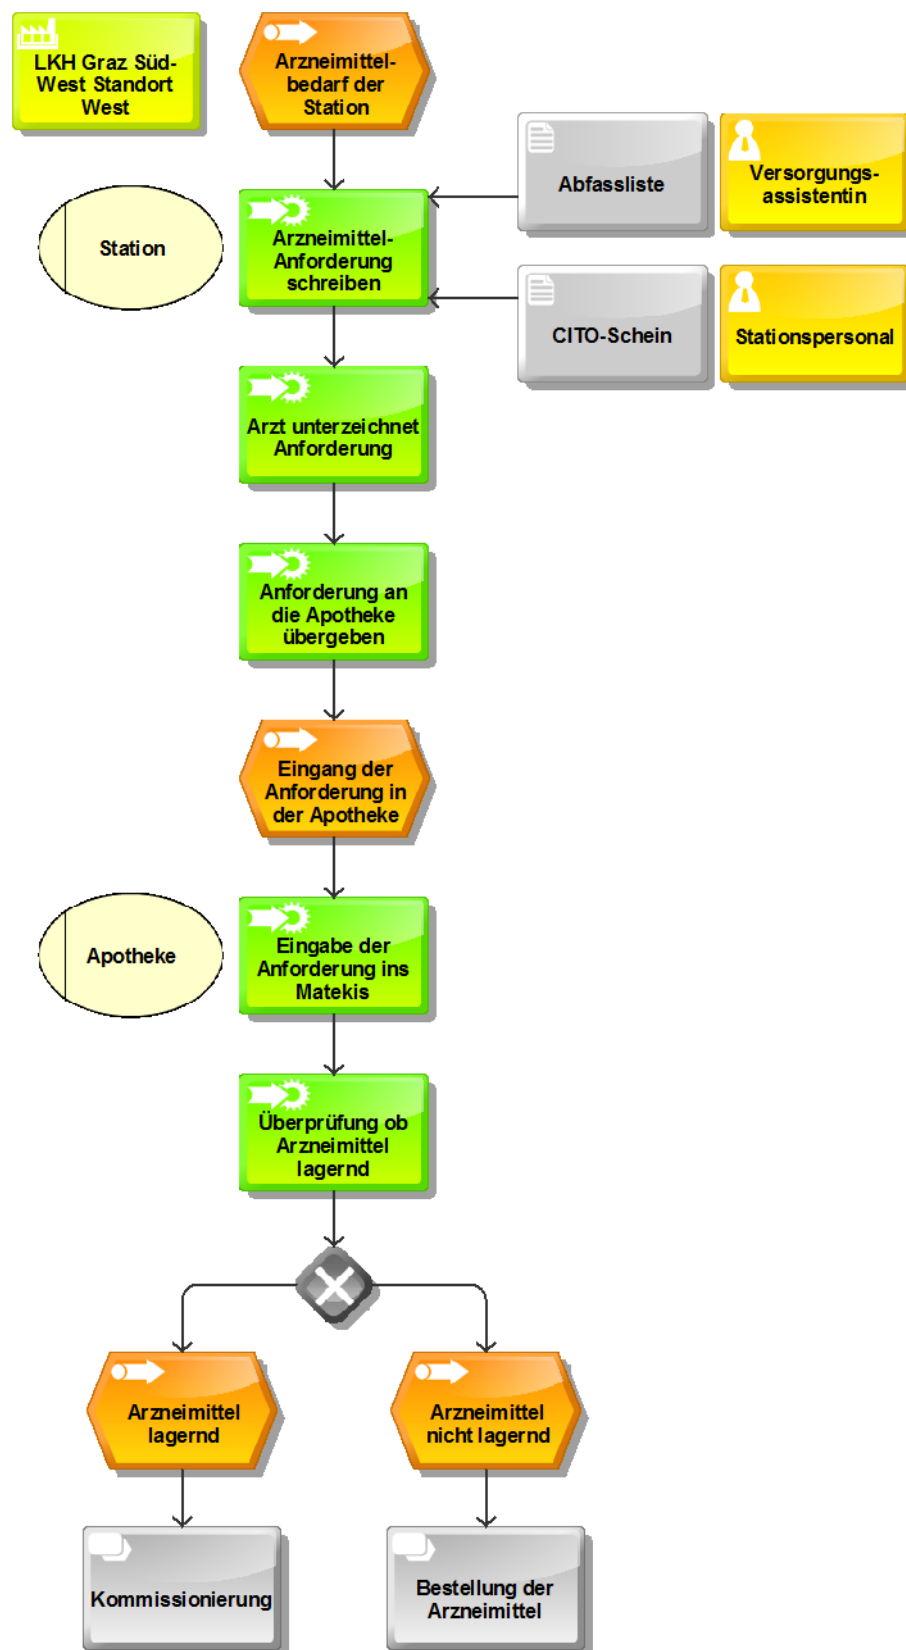 LKH Graz Süd-
West Standort
West
Arzneimittel-
bedarf der
Station
Abfassliste
Versorgungs-
assistentin
Station
Arzneimittel-
Anforderung
schreiben
CITO-Schein
Stationspersonal
Arzt unterzeichnet
Anforderung
Anforderung an
die Apotheke
übergeben
Eingang der
Anforderung in
der Apotheke
Apotheke
Eingabe der
Anforderung ins
Matekis
Überprüfung ob
Arzneimittel
lagernd
Arzneimittel
lagernd
Arzneimittel
nicht lagernd
Kommissionierung
Bestellung der
Arzneimittel